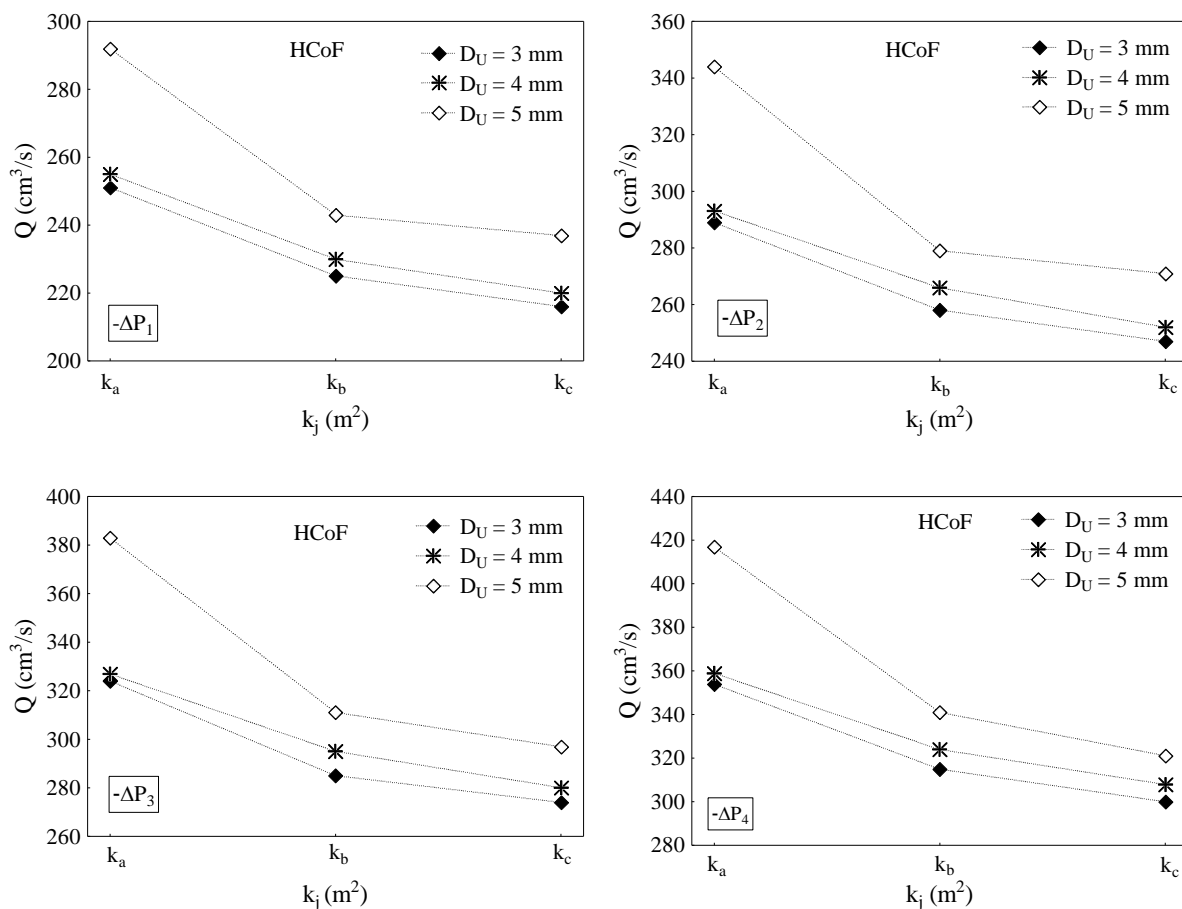 300
280
260
240
220
200
Q (cm³/s)
HCoF
D_U = 3 mm
D_U = 4 mm
D_U = 5 mm
-ΔP₁
k_a
k_b
k_c
k_j (m²)
360
340
320
300
280
260
240
Q (cm³/s)
HCoF
D_U = 3 mm
D_U = 4 mm
D_U = 5 mm
-ΔP₂
k_a
k_b
k_c
k_j (m²)
400
380
360
340
320
300
280
260
Q (cm³/s)
HCoF
D_U = 3 mm
D_U = 4 mm
D_U = 5 mm
-ΔP₃
k_a
k_b
k_c
k_j (m²)
440
420
400
380
360
340
320
300
280
Q (cm³/s)
HCoF
D_U = 3 mm
D_U = 4 mm
D_U = 5 mm
-ΔP₄
k_a
k_b
k_c
k_j (m²)